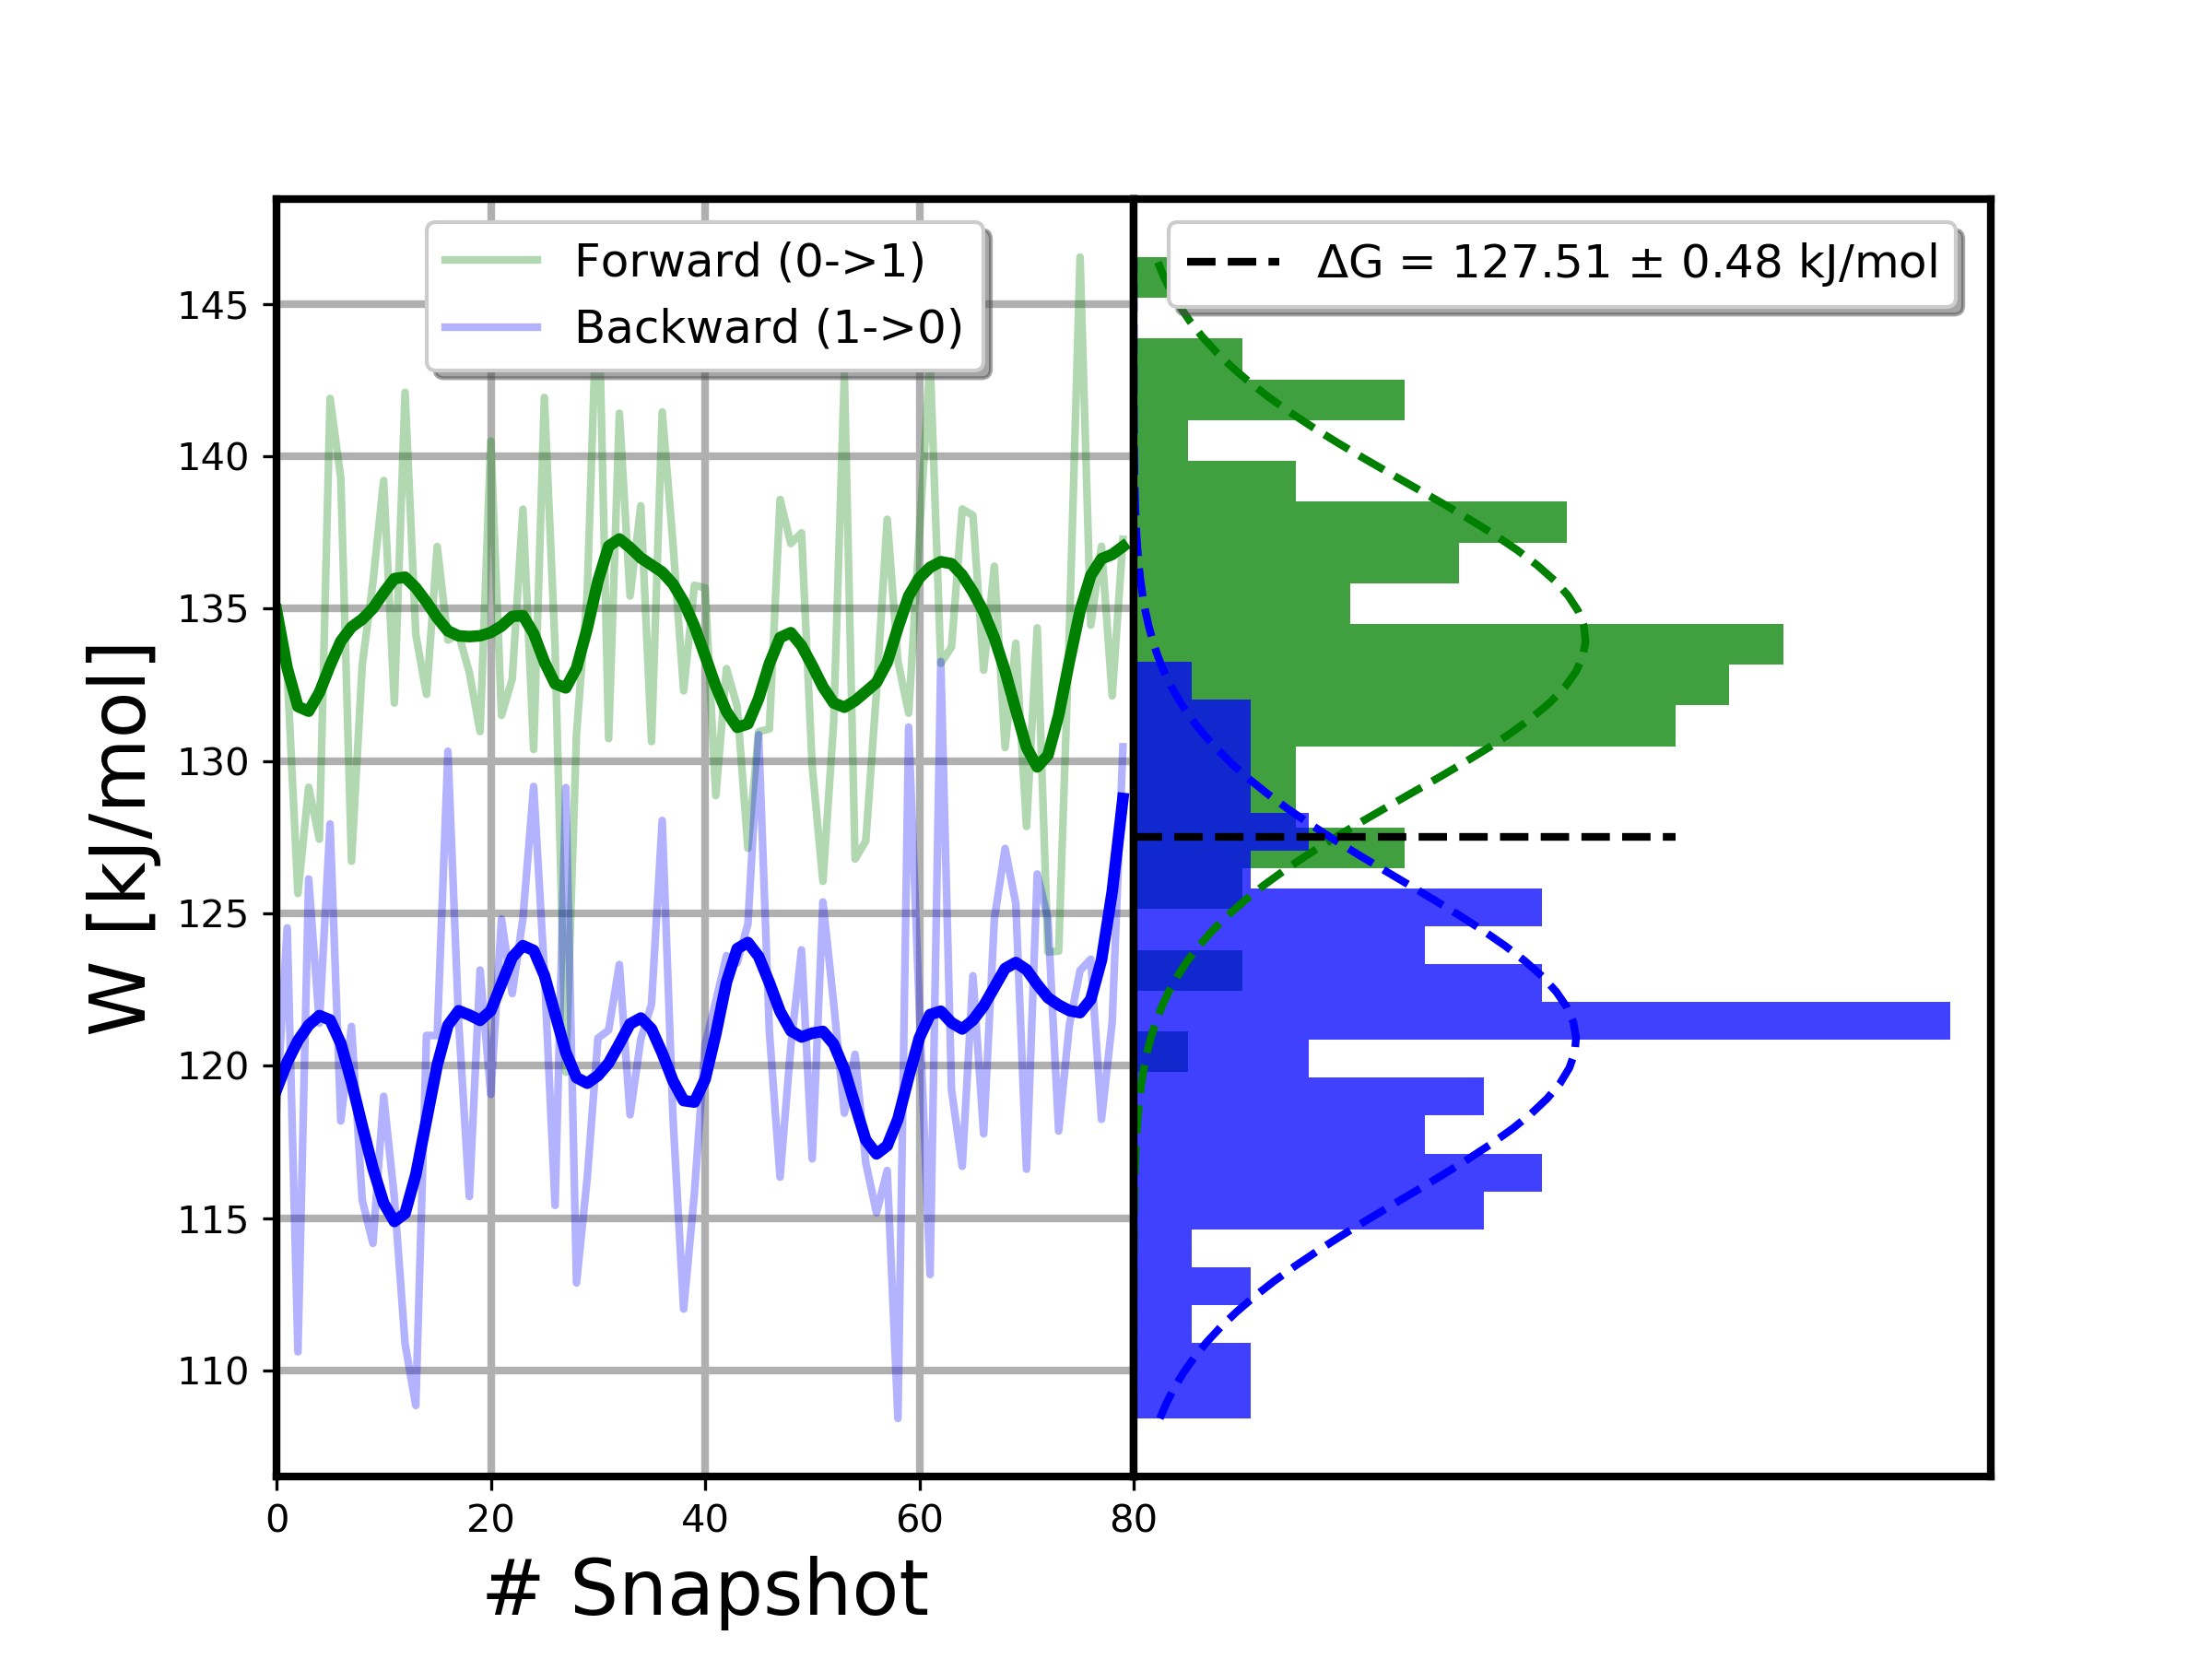 Forward (0->1)
Backward (1->0)
ΔG = 127.51 ± 0.48 kJ/mol
W [kJ/mol]
145
140
135
130
125
120
115
110
0 20 40 60 80
# Snapshot